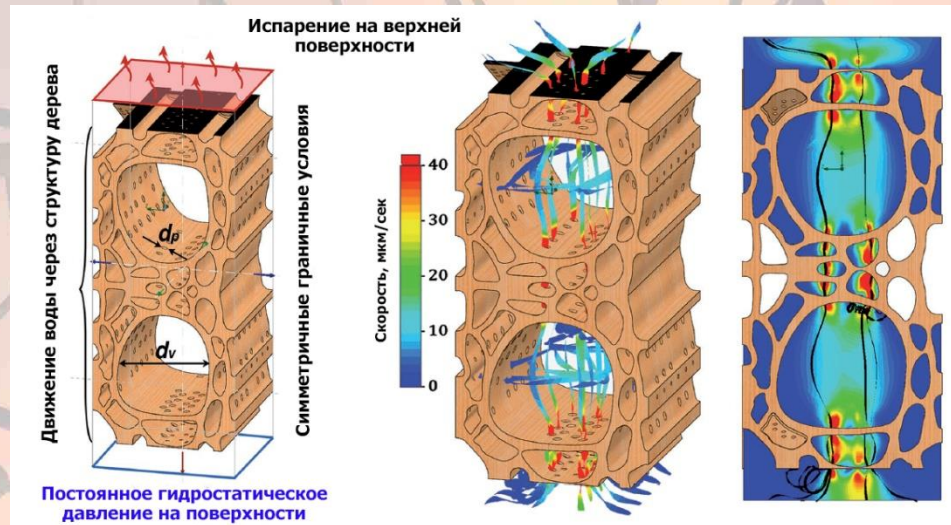 Испарение на верхней
поверхности
Движение воды через структуру дерева
dp
dv
Симметричные граничные условия
Постоянное гидростатическое
давление на поверхности
Скорость, мкм/сек
40
30
20
10
0